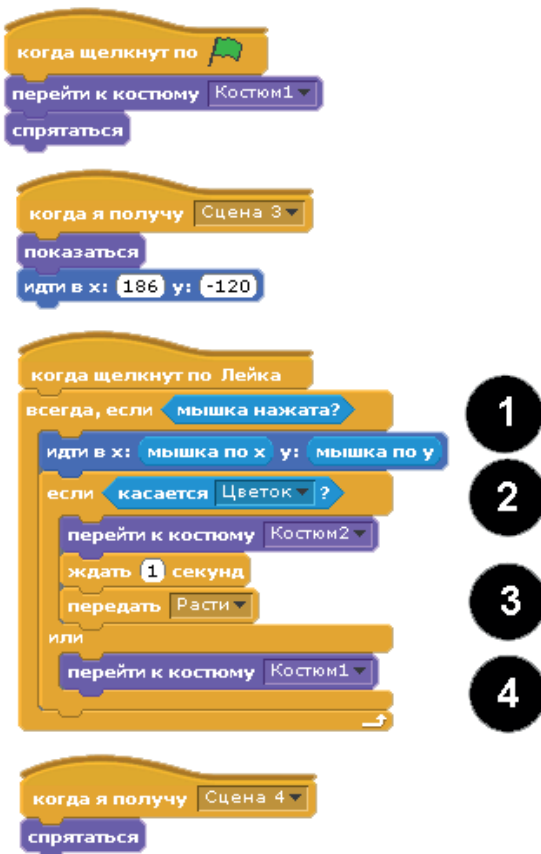 когда щелкнут по
перейти к костюму Костюм1
спрятаться
когда я получу Сцена 3
показаться
идти в x: 186 y: -120
когда щелкнут по Лейка
всегда, если мышка нажата?
1
идти в x: мышка по x y: мышка по y
если касается Цветок ?
2
перейти к костюму Костюм2
ждать 1 секунд
передать Расти
3
или
перейти к костюму Костюм1
4
когда я получу Сцена 4
спрятаться